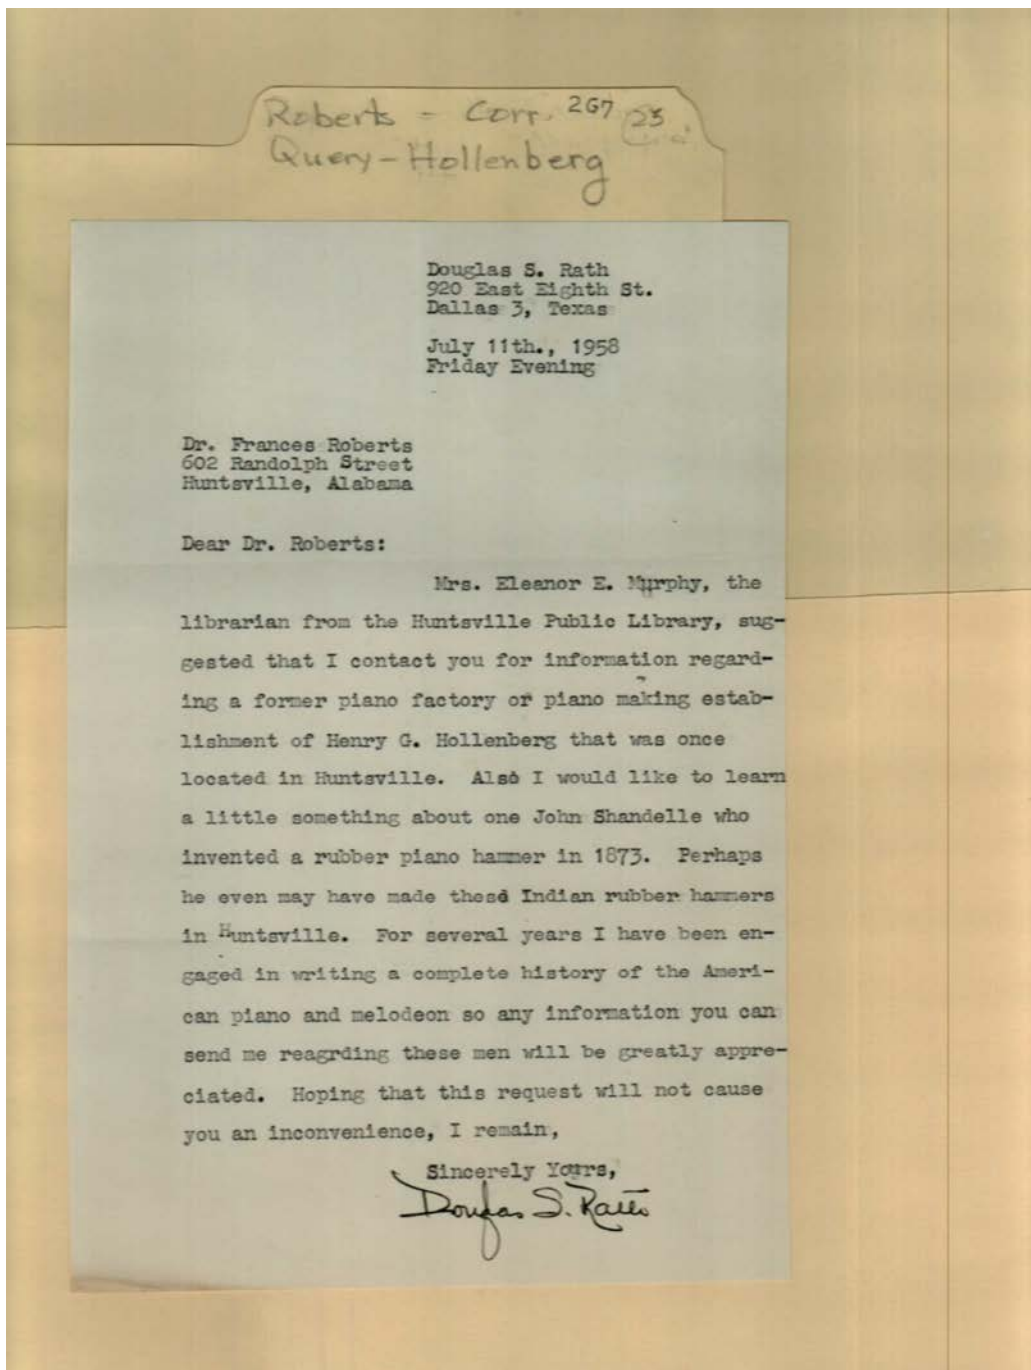 Roberts - Corr. 2G7 23
Query - Hollenberg
Douglas S. Rath
920 East Eighth St.
Dallas 3, Texas
July 11th., 1958
Friday Evening
Dr. Frances Roberts
602 Randolph Street
Huntsville, Alabama
Dear Dr. Roberts:
Mrs. Eleanor E. Murphy, the
librarian from the Huntsville Public Library, sug-
gested that I contact you for information regard-
ing a former piano factory or piano making estab-
lishment of Henry G. Hollenberg that was once
located in Huntsville. Also I would like to learn
a little something about one John Shandelle who
invented a rubber piano hammer in 1873. Perhaps
he even may have made these Indian rubber hammers
in Huntsville. For several years I have been en-
gaged in writing a complete history of the Ameri-
can piano and melodeon so any information you can
send me reagrding these men will be greatly appre-
ciated. Hoping that this request will not cause
you an inconvenience, I remain,
Sincerely Yours,
Douglas S. Rath